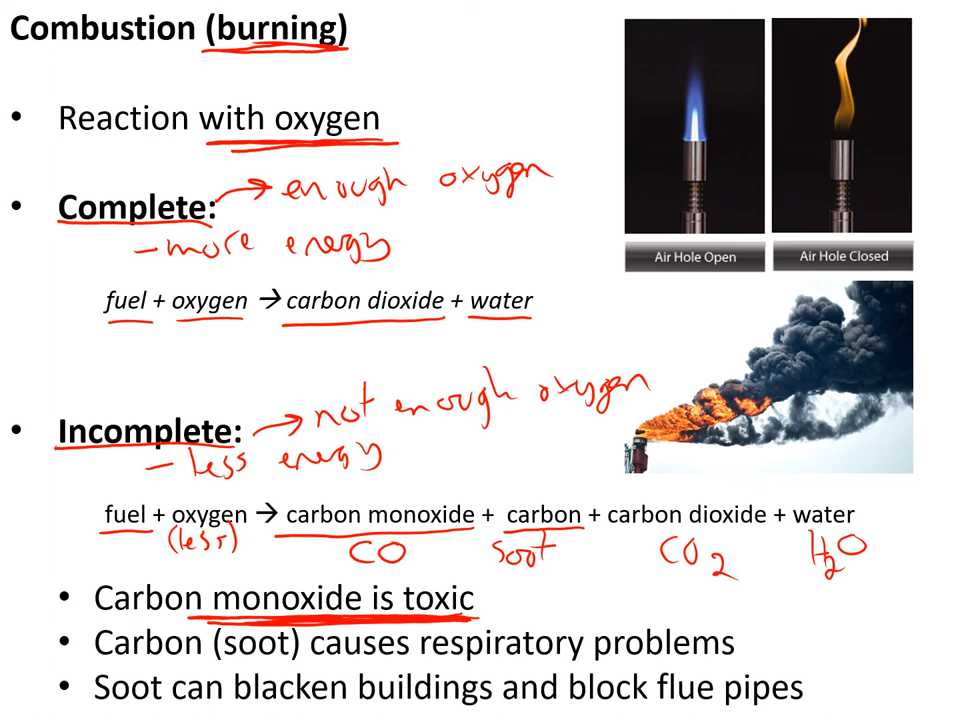 Combustion (burning)
• Reaction with oxygen
→ enough oxygen
• Complete:
– more energy
fuel + oxygen → carbon dioxide + water
Air Hole Open
Air Hole Closed
→ not enough oxygen
• Incomplete:
– less energy
fuel + oxygen → carbon monoxide + carbon + carbon dioxide + water
(less) CO soot CO2 H2O
• Carbon monoxide is toxic
• Carbon (soot) causes respiratory problems
• Soot can blacken buildings and block flue pipes